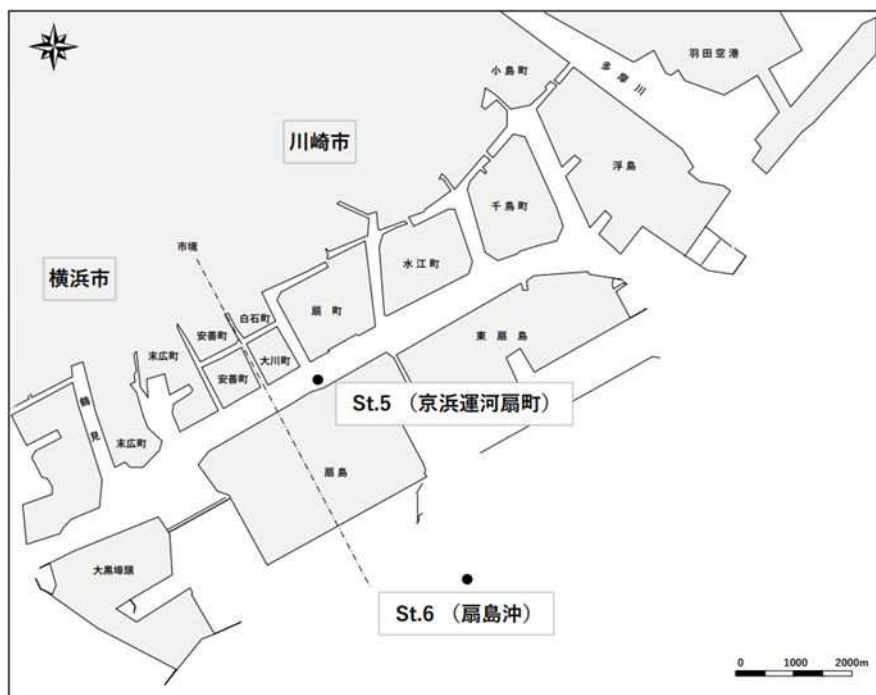 羽田空港
多摩川
小島町
川崎市
浮島
千鳥町
市境
水江町
横浜市
白石町
扇町
安善町
東扇島
末広町
大川町
安善町
St.5 （京浜運河扇町）
鶴見
末広町
扇島
大黒埠頭
St.6 （扇島沖）
0 1000 2000m